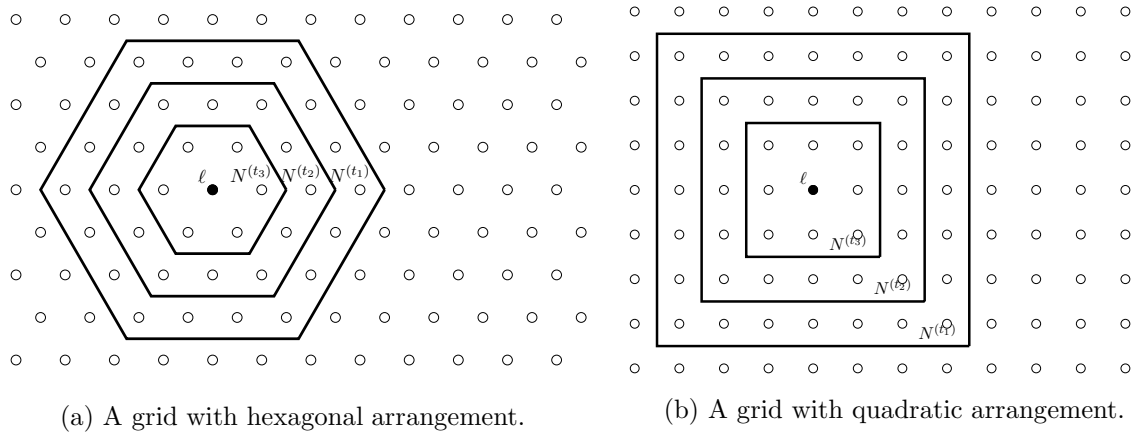 ℓ N^(t₃) N^(t₂) N^(t₁)
(a) A grid with hexagonal arrangement.
ℓ
N^(t₃)
N^(t₂)
N^(t₁)
(b) A grid with quadratic arrangement.